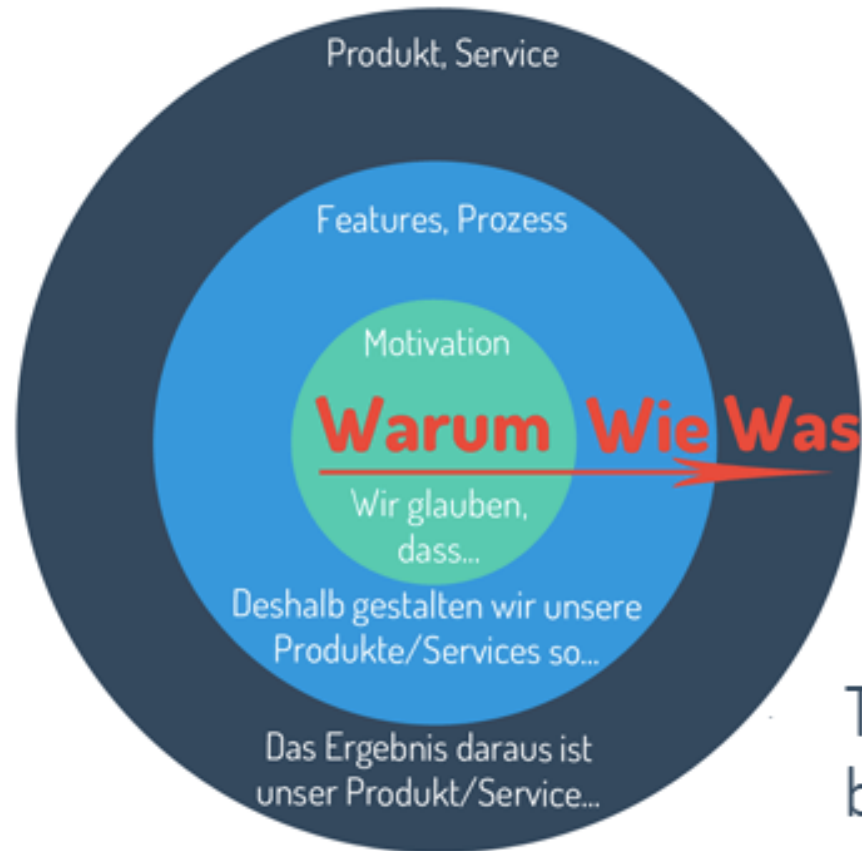 Produkt, Service
Features, Prozess
Motivation
Warum Wie Was
Wir glauben,
dass...
Deshalb gestalten wir unsere
Produkte/Services so...
Das Ergebnis daraus ist
unser Produkt/Service...